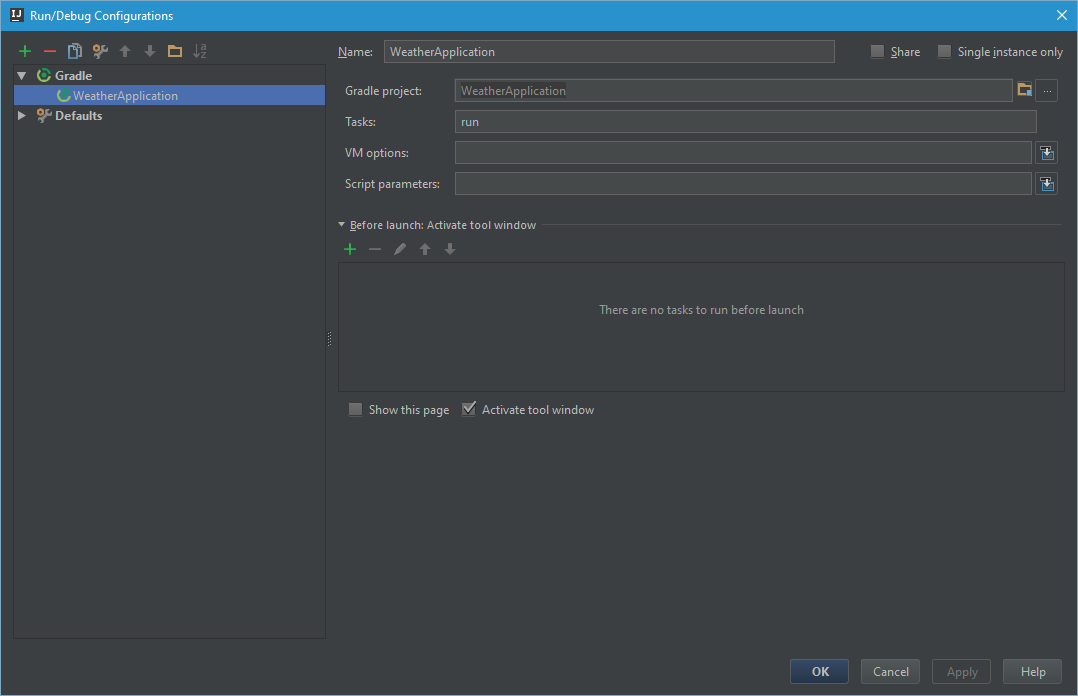 Run/Debug Configurations
Name: WeatherApplication Share Single instance only
Gradle
WeatherApplication
Defaults
Gradle project: WeatherApplication ...
Tasks: run
VM options:
Script parameters:
Before launch: Activate tool window
There are no tasks to run before launch
Show this page Activate tool window
OK Cancel Apply Help